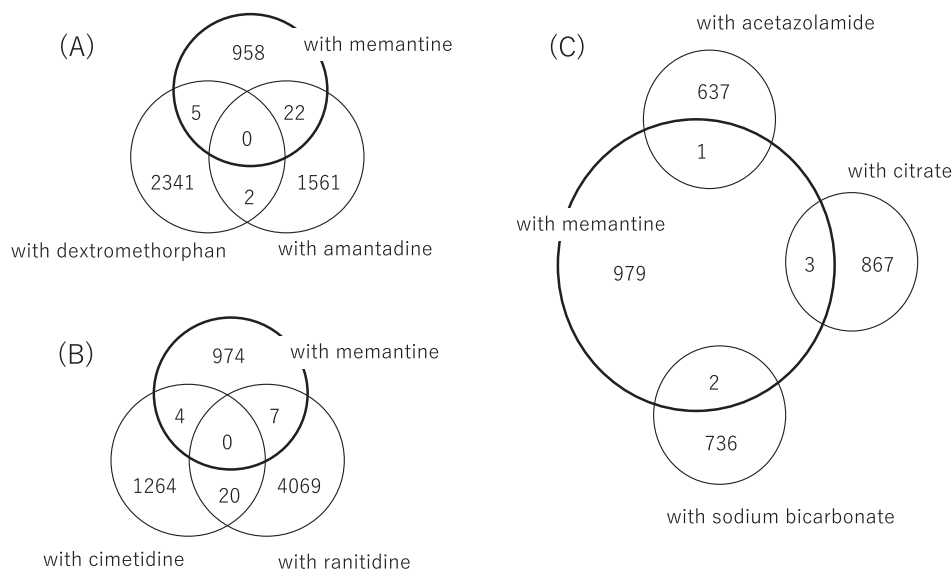 (A)
958
with memantine
5
22
0
2341
2
1561
with dextromethorphan
with amantadine
(B)
974
with memantine
4
7
0
1264
20
4069
with cimetidine
with ranitidine
(C)
with acetazolamide
637
1
with citrate
with memantine
979
3
867
2
736
with sodium bicarbonate